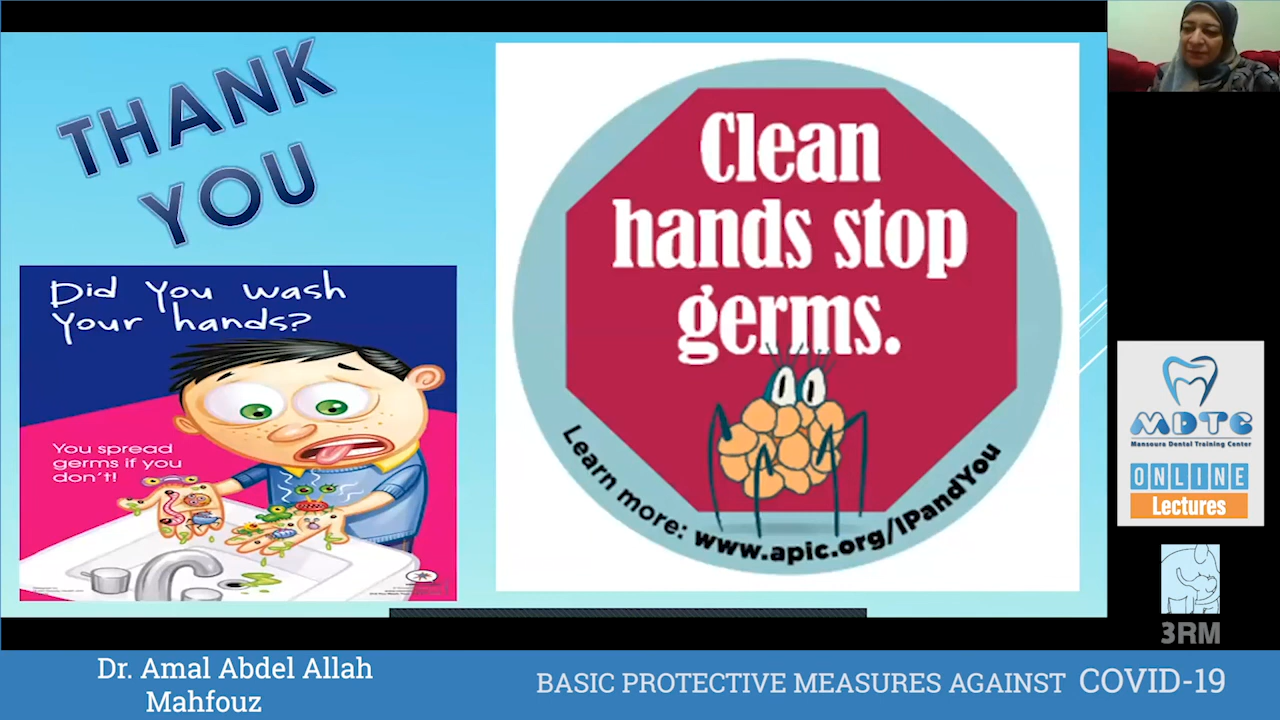 THANK
YOU
Clean
hands stop
germs.
Learn more: www.apic.org/IPandYou
Did You wash
Your hands?
You spread
germs if you
don't!
MDTC
Mansoura Dental Training Center
ONLINE
Lectures
3RM
Dr. Amal Abdel Allah
Mahfouz
BASIC PROTECTIVE MEASURES AGAINST COVID-19